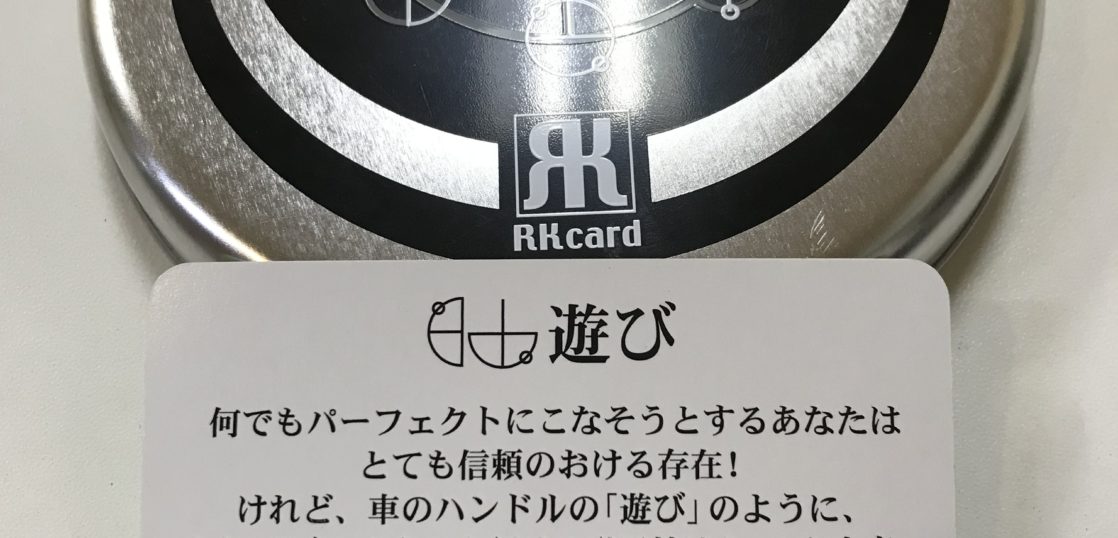 RK
RKcard
遊び
何でもパーフェクトにこなそうとするあなたは
とても信頼のおける存在!
けれど、車のハンドルの「遊び」のように、